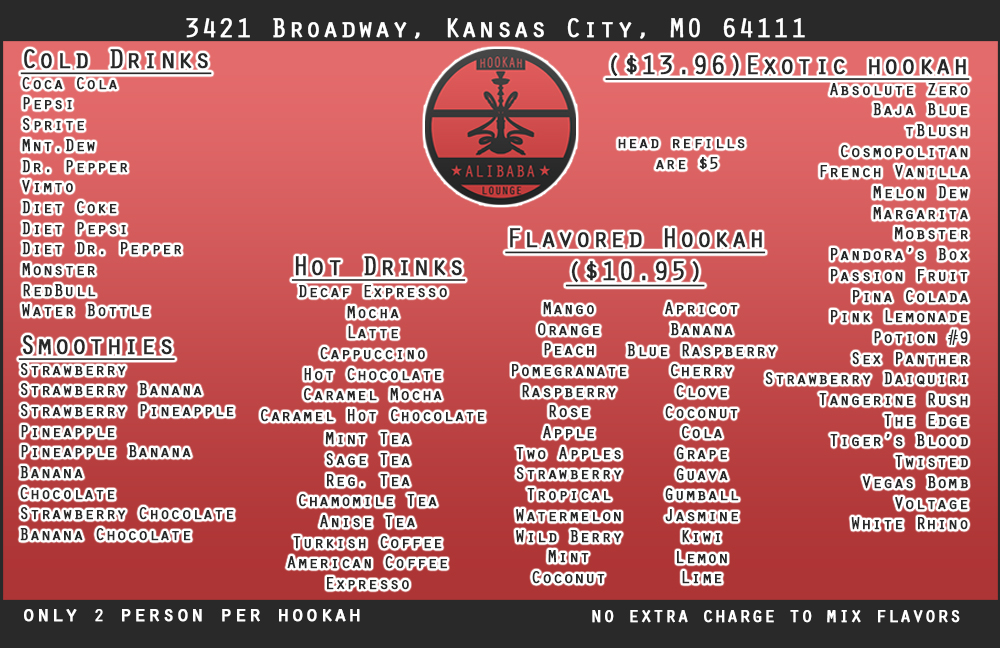 3421 Broadway, Kansas City, MO 64111
Cold Drinks
Coca Cola
Pepsi
Sprite
Mnt.Dew
Dr. Pepper
Vimto
Diet Coke
Diet Pepsi
Diet Dr. Pepper
Monster
RedBull
Water Bottle
Smoothies
Strawberry
Strawberry Banana
Strawberry Pineapple
Pineapple
Pineapple Banana
Banana
Chocolate
Strawberry Chocolate
Banana Chocolate
Hot Drinks
Decaf Expresso
Mocha
Latte
Cappuccino
Hot Chocolate
Caramel Mocha
Caramel Hot Chocolate
Mint Tea
Sage Tea
Reg. Tea
Chamomile Tea
Anise Tea
Turkish Coffee
American Coffee
Expresso
HOOKAH
ALIBABA
LOUNGE
Flavored Hookah
($10.95)
Mango
Orange
Peach
Pomegranate
Raspberry
Rose
Apple
Two Apples
Strawberry
Tropical
Watermelon
Wild Berry
Mint
Coconut
Apricot
Banana
Blue Raspberry
Cherry
Clove
Coconut
Cola
Grape
Guava
Gumball
Jasmine
Kiwi
Lemon
Lime
head refills
are $5
($13.96)Exotic hookah
Absolute Zero
Baja Blue
tBlush
Cosmopolitan
French Vanilla
Melon Dew
Margarita
Mobster
Pandora's Box
Passion Fruit
Pina Colada
Pink Lemonade
Potion #9
Sex Panther
Strawberry Daiquiri
Tangerine Rush
The Edge
Tiger's Blood
Twisted
Vegas Bomb
Voltage
White Rhino
only 2 person per hookah
no extra charge to mix flavors